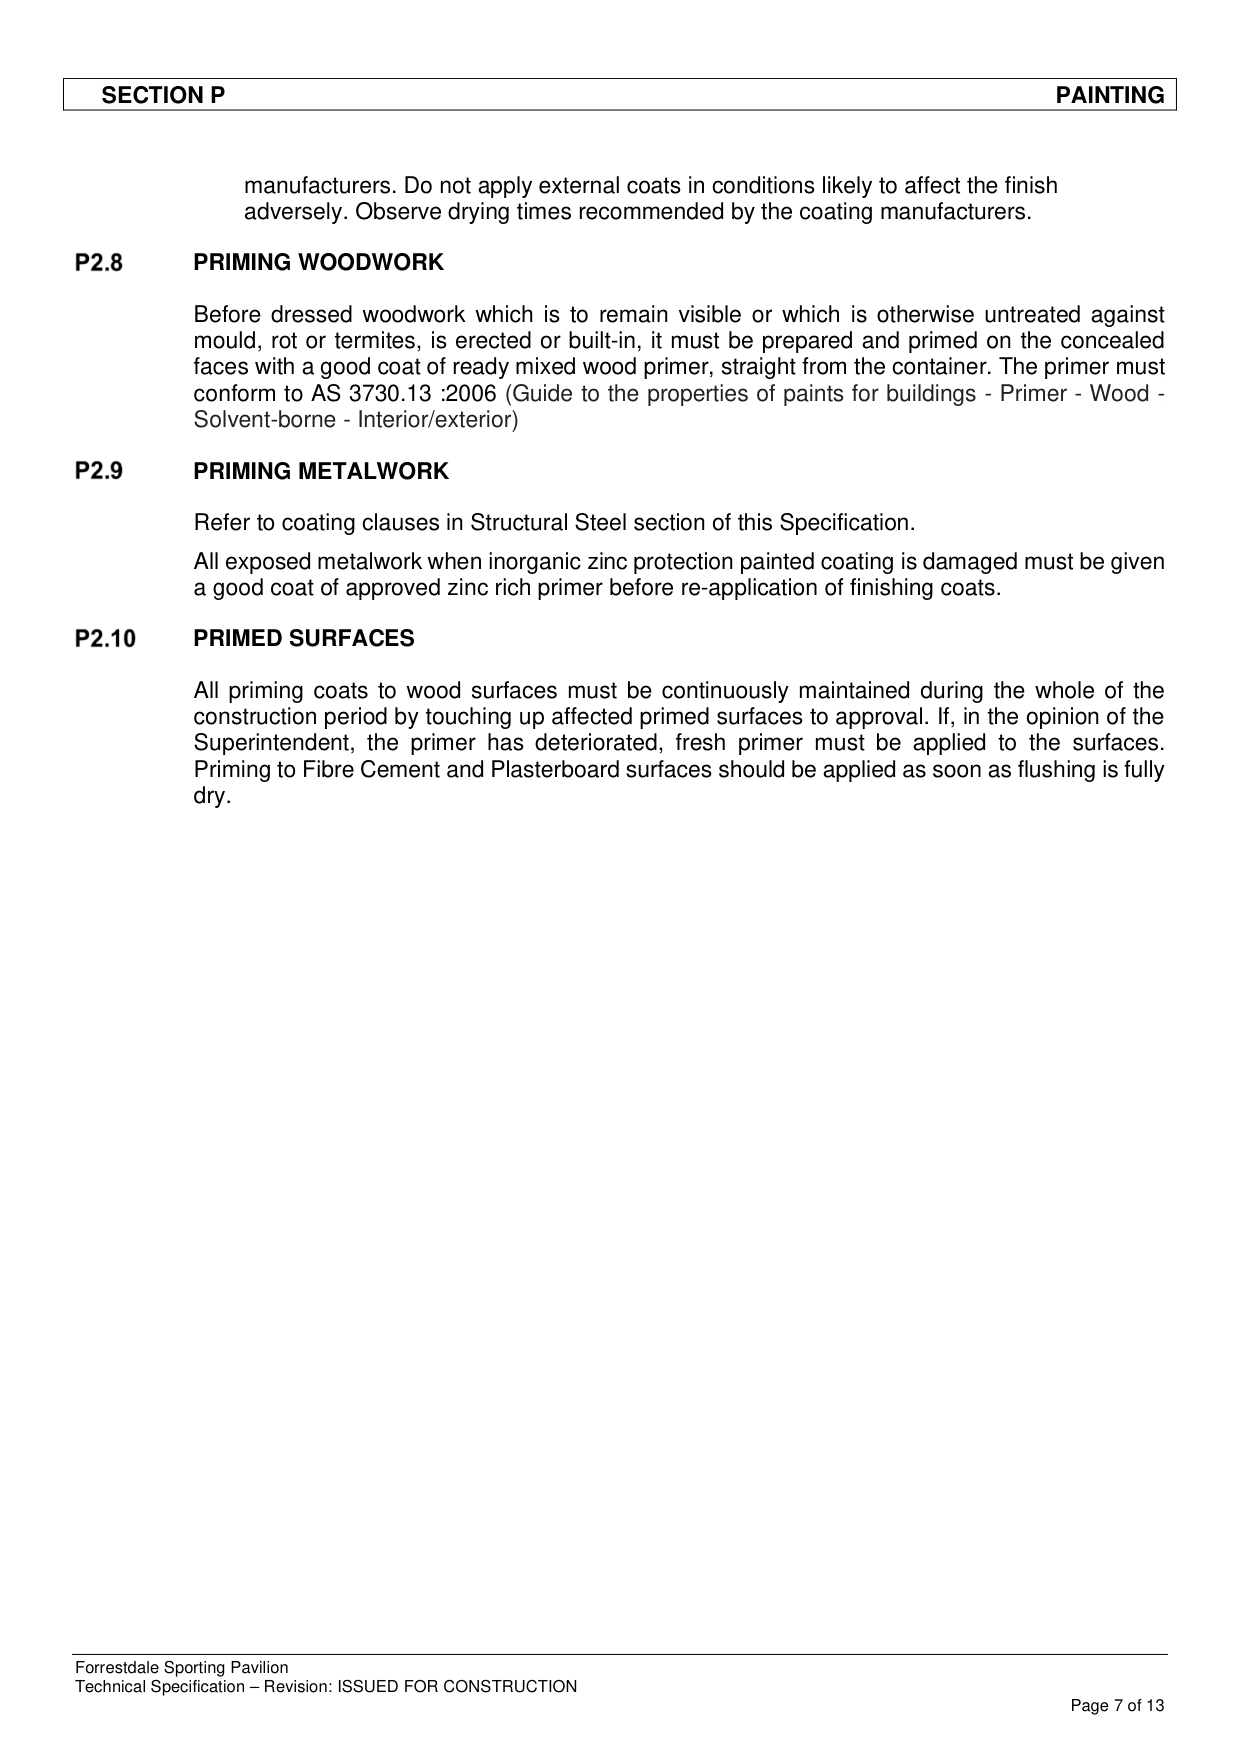 SECTION P PAINTING
manufacturers. Do not apply external coats in conditions likely to affect the finish
adversely. Observe drying times recommended by the coating manufacturers.
P2.8 PRIMING WOODWORK
Before dressed woodwork which is to remain visible or which is otherwise untreated against
mould, rot or termites, is erected or built-in, it must be prepared and primed on the concealed
faces with a good coat of ready mixed wood primer, straight from the container. The primer must
conform to AS 3730.13 :2006 (Guide to the properties of paints for buildings - Primer - Wood -
Solvent-borne - Interior/exterior)
P2.9 PRIMING METALWORK
Refer to coating clauses in Structural Steel section of this Specification.
All exposed metalwork when inorganic zinc protection painted coating is damaged must be given
a good coat of approved zinc rich primer before re-application of finishing coats.
P2.10 PRIMED SURFACES
All priming coats to wood surfaces must be continuously maintained during the whole of the
construction period by touching up affected primed surfaces to approval. If, in the opinion of the
Superintendent, the primer has deteriorated, fresh primer must be applied to the surfaces.
Priming to Fibre Cement and Plasterboard surfaces should be applied as soon as flushing is fully
dry.
Forrestdale Sporting Pavilion
Technical Specification – Revision: ISSUED FOR CONSTRUCTION
Page 7 of 13